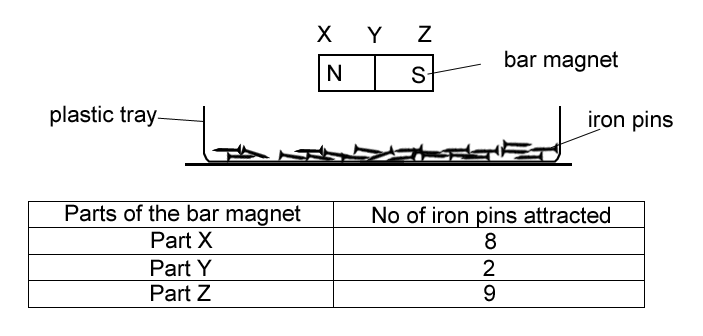 X Y Z
N S
bar magnet
plastic tray
iron pins
Parts of the bar magnet No of iron pins attracted
Part X 8
Part Y 2
Part Z 9